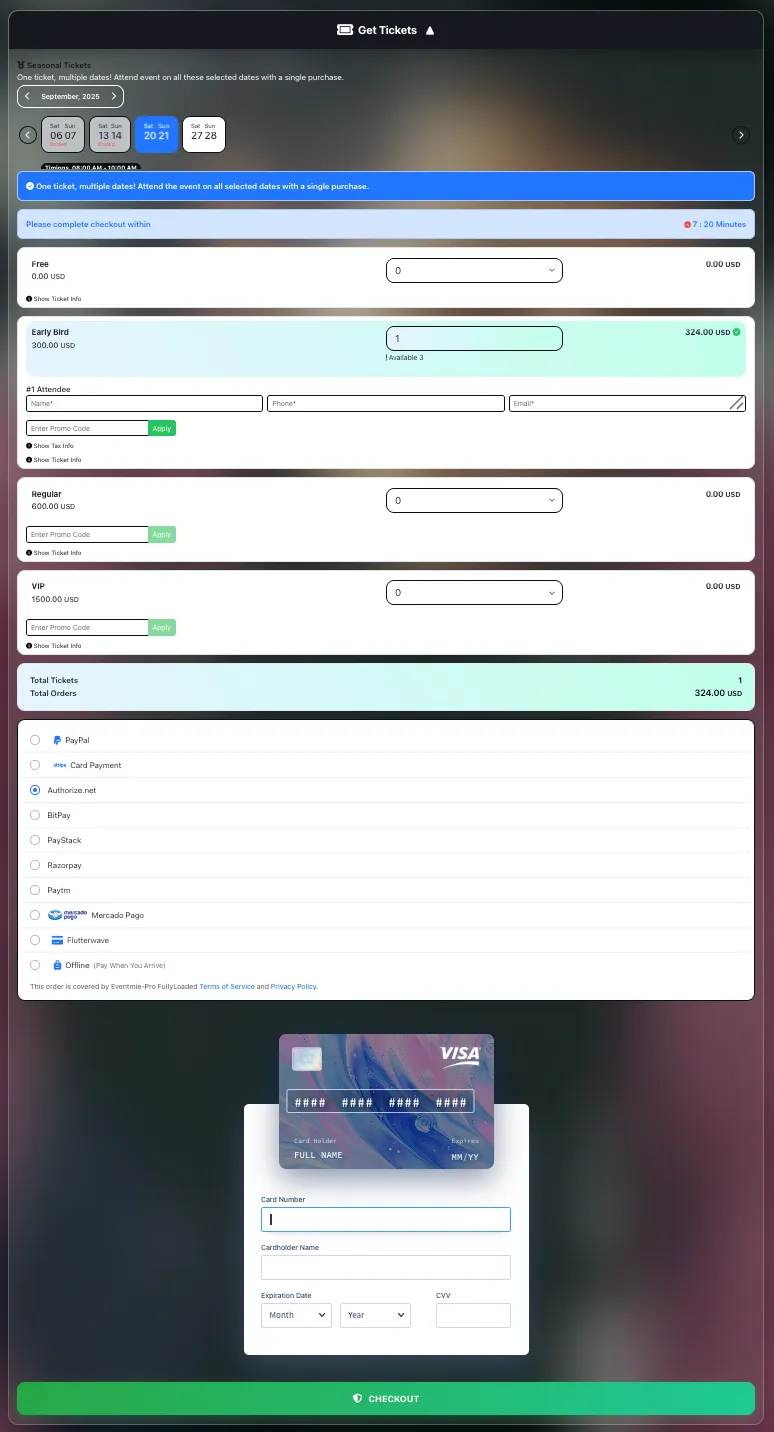 Get Tickets
Seasonal Tickets
One ticket, multiple dates! Attend event on all these selected dates with a single purchase.
September, 2025
Sat Sun
06 07
Ended
Sat Sun
13 14
Ended
Sat Sun
20 21
Sat Sun
27 28
Timings 08:00 AM - 10:00 AM
One ticket, multiple dates! Attend the event on all selected dates with a single purchase.
Please complete checkout within
7 : 20 Minutes
Free
0.00 USD
0
0.00 USD
Show Ticket Info
Early Bird
300.00 USD
1
! Available 3
324.00 USD
#1 Attendee
Name*
Phone*
Email*
Enter Promo Code
Apply
Show Tax Info
Show Ticket Info
Regular
600.00 USD
0
0.00 USD
Enter Promo Code
Apply
Show Ticket Info
VIP
1500.00 USD
0
0.00 USD
Enter Promo Code
Apply
Show Ticket Info
Total Tickets
1
Total Orders
324.00 USD
PayPal
stripe Card Payment
Authorize.net
BitPay
PayStack
Razorpay
Paytm
mercado pago Mercado Pago
Flutterwave
Offline (Pay When You Arrive)
This order is covered by Eventmie-Pro FullyLoaded Terms of Service and Privacy Policy.
VISA
#### #### #### ####
Card Holder
Expires
FULL NAME
MM/YY
Card Number
Cardholder Name
Expiration Date
CVV
Month
Year
CHECKOUT